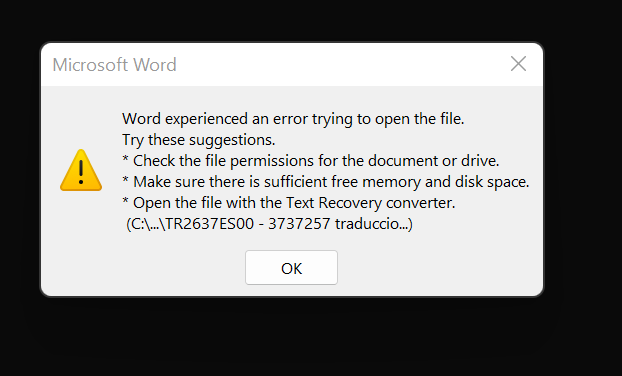 Microsoft Word
Word experienced an error trying to open the file.
Try these suggestions.
* Check the file permissions for the document or drive.
* Make sure there is sufficient free memory and disk space.
* Open the file with the Text Recovery converter.
(C:\...\TR2637ES00 - 3737257 traduccio...)
OK